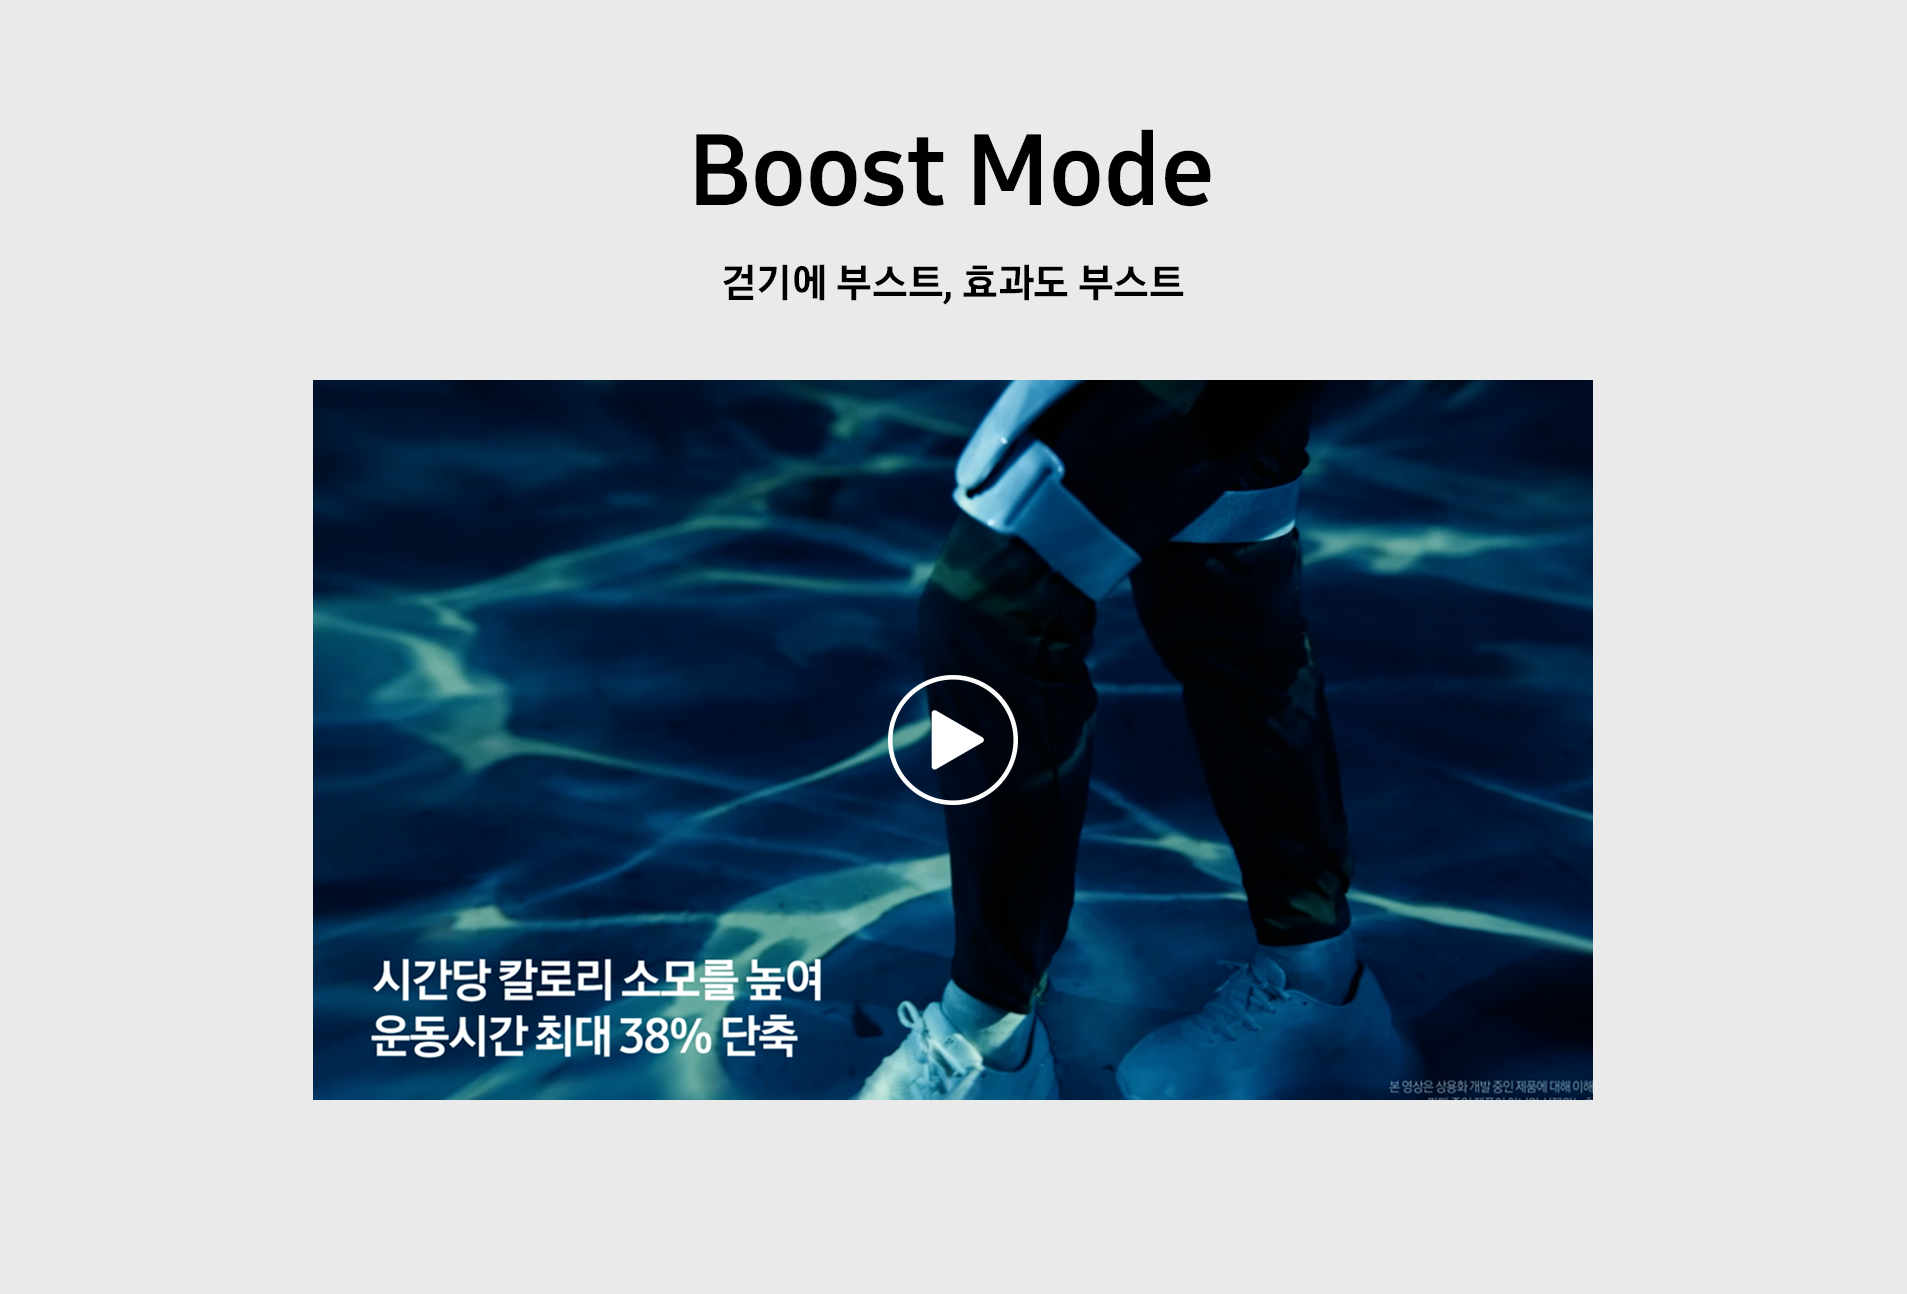 Boost Mode
걷기에 부스트, 효과도 부스트
시간당 칼로리 소모를 높여
운동시간 최대 38% 단축
본 영상은 상용화 개발 중인 제품에 대해 이해